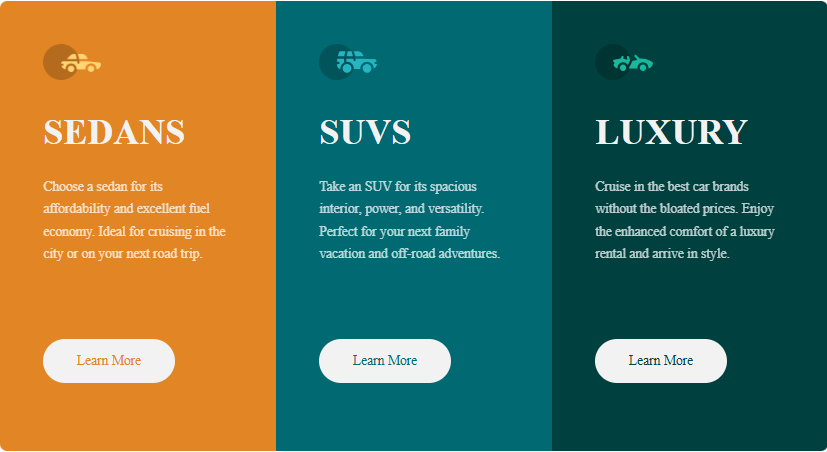 SEDANS
Choose a sedan for its
affordability and excellent fuel
economy. Ideal for cruising in the
city or on your next road trip.
Learn More
SUVS
Take an SUV for its spacious
interior, power, and versatility.
Perfect for your next family
vacation and off-road adventures.
Learn More
LUXURY
Cruise in the best car brands
without the bloated prices. Enjoy
the enhanced comfort of a luxury
rental and arrive in style.
Learn More